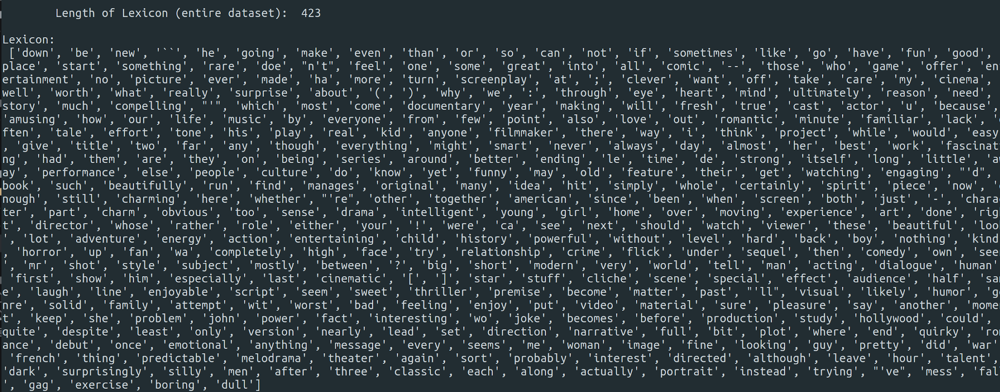 Length of Lexicon (entire dataset):  423
Lexicon:
['down', 'be', 'new', '``', 'he', 'going', 'make', 'even', 'than', 'or', 'so', 'can', 'not', 'if', 'sometimes', 'like', 'go', 'have', 'fun', 'good',
place', 'start', 'something', 'rare', 'doe', "n't", 'feel', 'one', 'some', 'great', 'into', 'all', 'comic', '--', 'those', 'who', 'game', 'offer', 'ent
ertainment', 'no', 'picture', 'ever', 'made', 'ha', 'more', 'turn', 'screenplay', 'at', ';', 'clever', 'want', 'off', 'take', 'care', 'my', 'cinema',
well', 'worth', 'what', 'really', 'surprise', 'about', '(', ')', 'why', 'we', ':', 'through', 'eye', 'heart', 'mind', 'ultimately', 'reason', 'need',
story', 'much', 'compelling', "'", 'which', 'most', 'come', 'documentary', 'year', 'making', 'will', 'fresh', 'true', 'cast', 'actor', 'u', 'because',
'amusing', 'how', 'our', 'life', 'music', 'by', 'everyone', 'from', 'few', 'point', 'also', 'love', 'out', 'romantic', 'minute', 'familiar', 'lack', 'o
ften', 'tale', 'effort', 'tone', 'his', 'play', 'real', 'kid', 'anyone', 'filmmaker', 'there', 'way', 'i', 'think', 'project', 'while', 'would', 'easy
, 'give', 'title', 'two', 'far', 'any', 'though', 'everything', 'might', 'smart', 'never', 'always', 'day', 'almost', 'her', 'best', 'work', 'fascinati
ng', 'had', 'them', 'are', 'they', 'on', 'being', 'series', 'around', 'better', 'ending', 'le', 'time', 'de', 'strong', 'itself', 'long', 'little', 'aw
ay', 'performance', 'else', 'people', 'culture', 'do', 'know', 'yet', 'funny', 'may', 'old', 'feature', 'their', 'get', 'watching', 'engaging', "'d",
book', 'such', 'beautifully', 'run', 'find', 'manages', 'original', 'many', 'idea', 'hit', 'simply', 'whole', 'certainly', 'spirit', 'piece', 'now', 'e
nough', 'still', 'charming', 'here', 'whether', "'re", 'other', 'together', 'american', 'since', 'been', 'when', 'screen', 'both', 'just', '-', 'charac
ter', 'part', 'charm', 'obvious', 'too', 'sense', 'drama', 'intelligent', 'young', 'girl', 'home', 'over', 'moving', 'experience', 'art', 'done', 'righ
t', 'director', 'whose', 'rather', 'role', 'either', 'your', '!', 'were', 'ca', 'see', 'next', 'should', 'watch', 'viewer', 'these', 'beautiful', 'look
', 'lot', 'adventure', 'energy', 'action', 'entertaining', 'child', 'history', 'powerful', 'without', 'level', 'hard', 'back', 'boy', 'nothing', 'kind
, 'horror', 'up', 'fan', 'wa', 'completely', 'high', 'face', 'try', 'relationship', 'crime', 'flick', 'under', 'sequel', 'then', 'comedy', 'own', 'seen
', 'mr', 'shot', 'style', 'subject', 'mostly', 'between', '?', 'big', 'short', 'modern', 'very', 'world', 'tell', 'man', 'acting', 'dialogue', 'human'
'first', 'show', 'him', 'especially', 'last', 'cinematic', '[', ']', 'star', 'stuff', 'cliche', 'scene', 'special', 'effect', 'audience', 'half', 'sam
e', 'laugh', 'line', 'enjoyable', 'script', 'seem', 'sweet', 'thriller', 'premise', 'become', 'matter', 'past', "'ll", 'visual', 'likely', 'humor', 'ge
nre', 'solid', 'family', 'attempt', 'wit', 'worst', 'bad', 'feeling', 'enjoy', 'put', 'video', 'material', 'sure', 'pleasure', 'say', 'another', 'momen
t', 'keep', 'she', 'problem', 'john', 'power', 'fact', 'interesting', 'wo', 'joke', 'becomes', 'before', 'production', 'study', 'hollywood', 'could',
quite', 'despite', 'least', 'only', 'version', 'nearly', 'lead', 'set', 'direction', 'narrative', 'full', 'bit', 'plot', 'where', 'end', 'quirky', 'rom
ance', 'debut', 'once', 'emotional', 'anything', 'message', 'every', 'seems', 'me', 'woman', 'image', 'fine', 'looking', 'guy', 'pretty', 'did', 'war'
'french', 'thing', 'predictable', 'melodrama', 'theater', 'again', 'sort', 'probably', 'interest', 'directed', 'although', 'leave', 'hour', 'talent',
'dark', 'surprisingly', 'silly', 'men', 'after', 'three', 'classic', 'each', 'along', 'actually', 'portrait', 'instead', 'trying', "'ve", 'mess', 'fall
', 'gag', 'exercise', 'boring', 'dull']